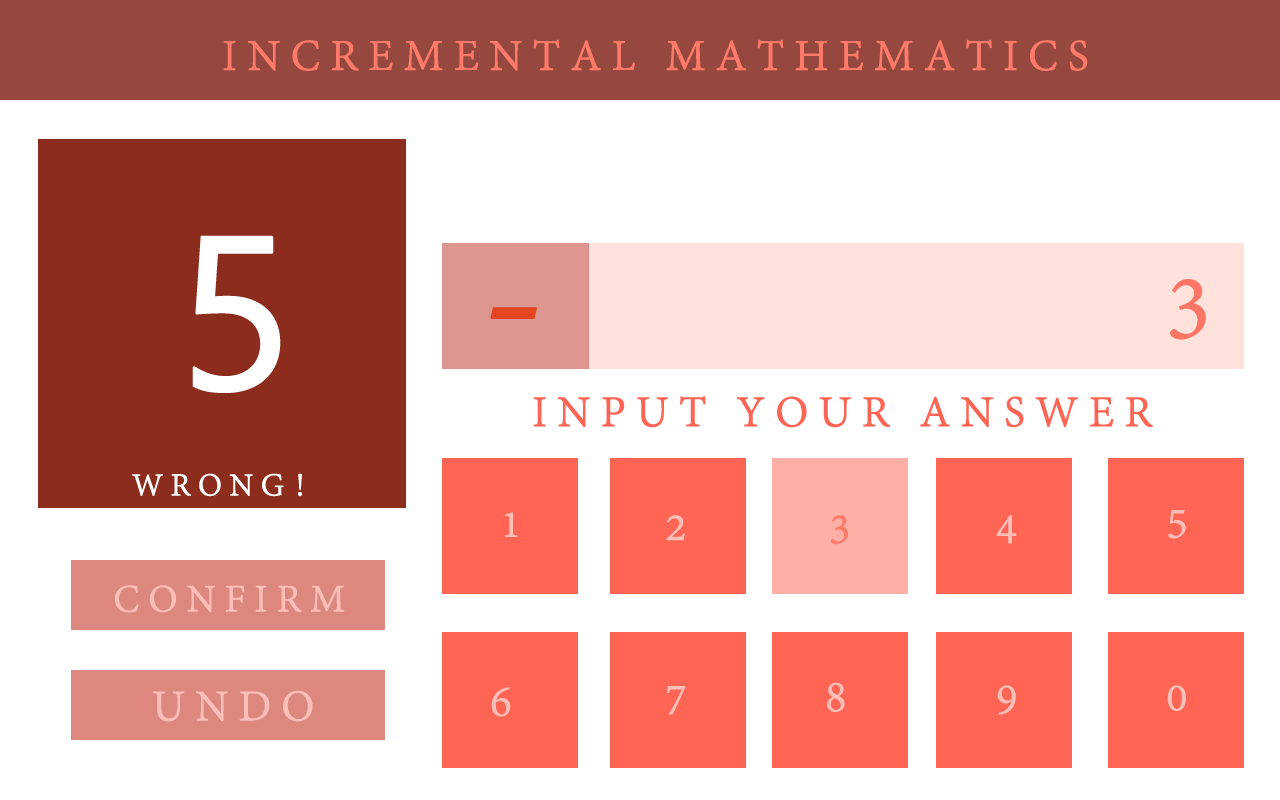 INCREMENTAL MATHEMATICS
5
WRONG!
– 3
INPUT YOUR ANSWER
1 2 3 4 5
6 7 8 9 0
CONFIRM
UNDO